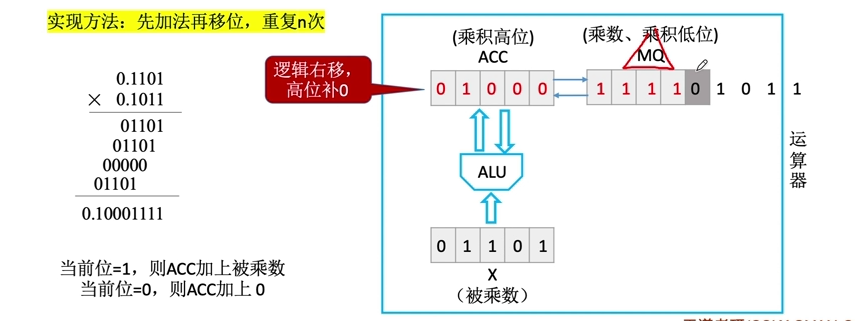 实现方法：先加法再移位，重复n次
(乘积高位)
ACC
(乘数、乘积低位)
MQ
逻辑右移，
高位补0
0 1 0 0 0
1 1 1 1 0 1 0 1 1
0.1101
× 0.1011
01101
01101
00000
01101
0.10001111
ALU
运算器
0 1 1 0 1
X
（被乘数）
当前位=1，则ACC加上被乘数
当前位=0，则ACC加上 0